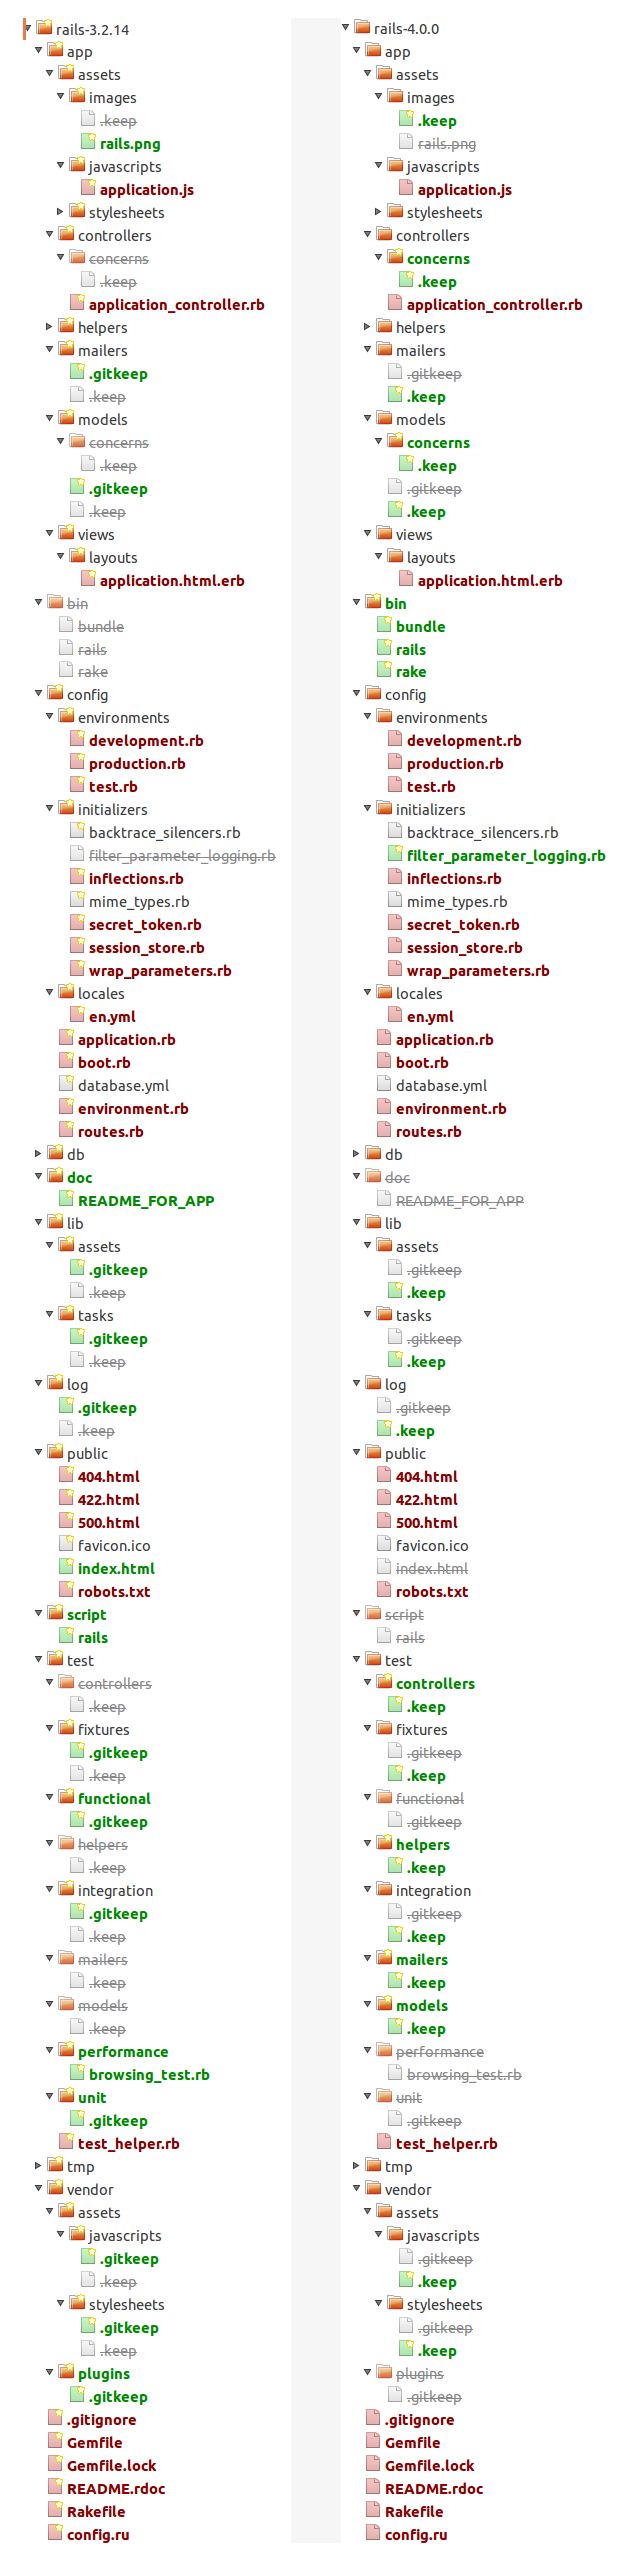 rails-3.2.14
app
assets
images
.keep
rails.png
javascripts
application.js
stylesheets
controllers
concerns
.keep
application_controller.rb
helpers
mailers
.gitkeep
.keep
models
concerns
.keep
.gitkeep
.keep
views
layouts
application.html.erb
bin
bundle
rails
rake
config
environments
development.rb
production.rb
test.rb
initializers
backtrace_silencers.rb
filter_parameter_logging.rb
inflections.rb
mime_types.rb
secret_token.rb
session_store.rb
wrap_parameters.rb
locales
en.yml
application.rb
boot.rb
database.yml
environment.rb
routes.rb
db
doc
README_FOR_APP
lib
assets
.gitkeep
.keep
tasks
.gitkeep
.keep
log
.gitkeep
.keep
public
404.html
422.html
500.html
favicon.ico
index.html
robots.txt
script
rails
test
controllers
.keep
fixtures
.gitkeep
.keep
functional
.gitkeep
helpers
.keep
integration
.gitkeep
.keep
mailers
.keep
models
.keep
performance
browsing_test.rb
unit
.gitkeep
test_helper.rb
tmp
vendor
assets
javascripts
.gitkeep
.keep
stylesheets
.gitkeep
.keep
plugins
.gitkeep
.gitignore
Gemfile
Gemfile.lock
README.rdoc
Rakefile
config.ru
rails-4.0.0
app
assets
images
.keep
rails.png
javascripts
application.js
stylesheets
controllers
concerns
.keep
application_controller.rb
helpers
mailers
.gitkeep
.keep
models
concerns
.keep
.gitkeep
.keep
views
layouts
application.html.erb
bin
bundle
rails
rake
config
environments
development.rb
production.rb
test.rb
initializers
backtrace_silencers.rb
filter_parameter_logging.rb
inflections.rb
mime_types.rb
secret_token.rb
session_store.rb
wrap_parameters.rb
locales
en.yml
application.rb
boot.rb
database.yml
environment.rb
routes.rb
db
doc
README_FOR_APP
lib
assets
.gitkeep
.keep
tasks
.gitkeep
.keep
log
.gitkeep
.keep
public
404.html
422.html
500.html
favicon.ico
index.html
robots.txt
script
rails
test
controllers
.keep
fixtures
.gitkeep
.keep
functional
.gitkeep
helpers
.keep
integration
.gitkeep
.keep
mailers
.keep
models
.keep
performance
browsing_test.rb
unit
.gitkeep
test_helper.rb
tmp
vendor
assets
javascripts
.gitkeep
.keep
stylesheets
.gitkeep
.keep
plugins
.gitkeep
.gitignore
Gemfile
Gemfile.lock
README.rdoc
Rakefile
config.ru